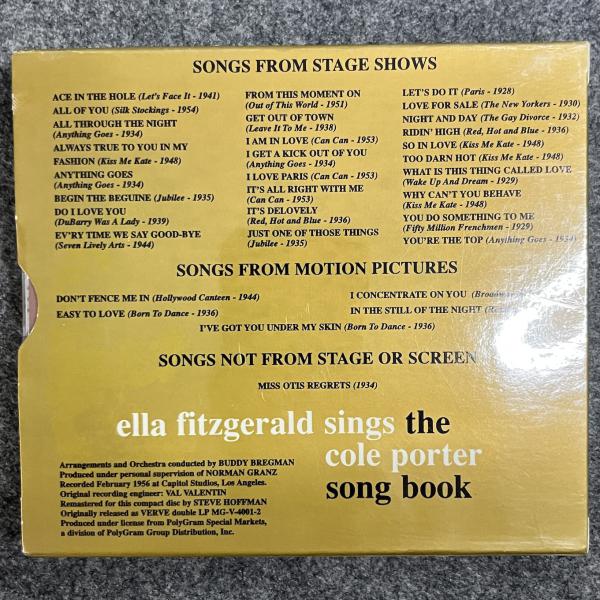 SONGS FROM STAGE SHOWS
ACE IN THE HOLE (Let's Face It - 1941)
ALL OF YOU (Silk Stockings - 1954)
ALL THROUGH THE NIGHT
(Anything Goes - 1934)
ALWAYS TRUE TO YOU IN MY
FASHION (Kiss Me Kate - 1948)
ANYTHING GOES
(Anything Goes - 1934)
BEGIN THE BEGUINE (Jubilee - 1935)
DO I LOVE YOU
(DuBarry Was A Lady - 1939)
EV'RY TIME WE SAY GOOD-BYE
(Seven Lively Arts - 1944)
FROM THIS MOMENT ON
(Out of This World - 1951)
GET OUT OF TOWN
(Leave It To Me - 1938)
I AM IN LOVE (Can Can - 1953)
I GET A KICK OUT OF YOU
(Anything Goes - 1934)
I LOVE PARIS (Can Can - 1953)
IT'S ALL RIGHT WITH ME
(Can Can - 1953)
IT'S DELOVELY
(Red, Hot and Blue - 1936)
JUST ONE OF THOSE THINGS
(Jubilee - 1935)
LET'S DO IT (Paris - 1928)
LOVE FOR SALE (The New Yorkers - 1930)
NIGHT AND DAY (The Gay Divorce - 1932)
RIDIN' HIGH (Red, Hot and Blue - 1936)
SO IN LOVE (Kiss Me Kate - 1948)
TOO DARN HOT (Kiss Me Kate - 1948)
WHAT IS THIS THING CALLED LOVE
(Wake Up And Dream - 1929)
WHY CAN'T YOU BEHAVE
(Kiss Me Kate - 1948)
YOU DO SOMETHING TO ME
(Fifty Million Frenchmen - 1929)
YOU'RE THE TOP (Anything Goes - 1934)
SONGS FROM MOTION PICTURES
DON'T FENCE ME IN (Hollywood Canteen - 1944)
I CONCENTRATE ON YOU
EASY TO LOVE (Born To Dance - 1936)
IN THE STILL OF THE NIGHT
I'VE GOT YOU UNDER MY SKIN (Born To Dance - 1936)
SONGS NOT FROM STAGE OR SCREEN
MISS OTIS REGRETS (1934)
ella fitzgerald sings the
cole porter
song book
Arrangements and Orchestra conducted by BUDDY BREGMAN
Produced under personal supervision of NORMAN GRANZ
Recorded February 1956 at Capitol Studios, Los Angeles.
Original recording engineer: VAL VALENTIN
Remastered for this compact disc by STEVE HOFFMAN
Originally released as VERVE double LP MG-V-4001-2
Produced under license from PolyGram Special Markets,
a division of PolyGram Group Distribution, Inc.